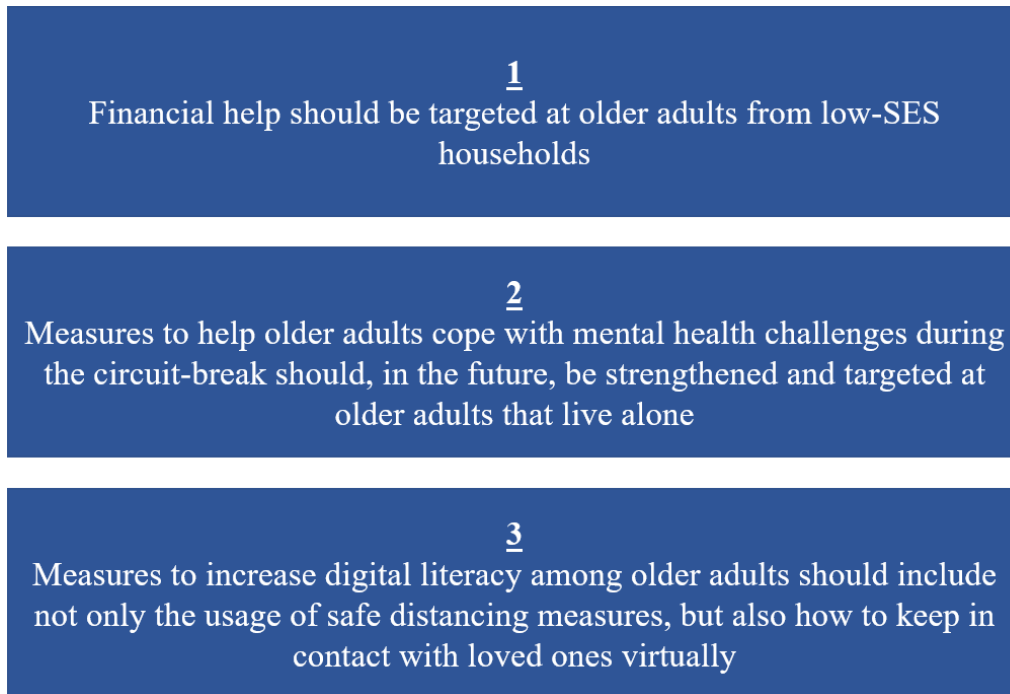 1
Financial help should be targeted at older adults from low-SES
households
2
Measures to help older adults cope with mental health challenges during
the circuit-break should, in the future, be strengthened and targeted at
older adults that live alone
3
Measures to increase digital literacy among older adults should include
not only the usage of safe distancing measures, but also how to keep in
contact with loved ones virtually